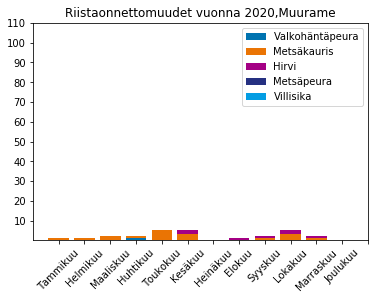 Riistaonnettomuudet vuonna 2020,Muurame
110
100
90
80
70
60
50
40
30
20
10
Valkohäntäpeura
Metsäkauris
Hirvi
Metsäpeura
Villisika
Tammikuu
Helmikuu
Maaliskuu
Huhtikuu
Toukokuu
Kesäkuu
Heinäkuu
Elokuu
Syyskuu
Lokakuu
Marraskuu
Joulukuu